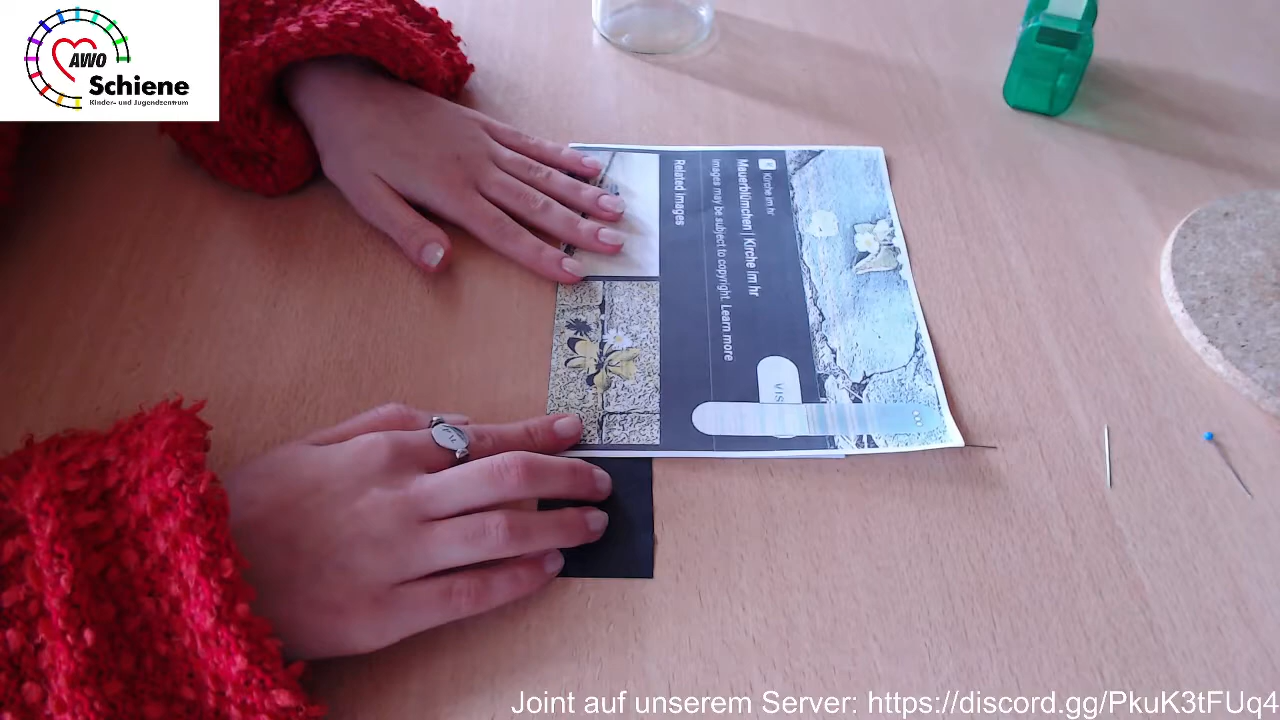 AWO
Schiene
Kinder- und Jugendzentrum
Kirche im hr
Mauerblümchen | Kirche im hr
Images may be subject to copyright. Learn more
VIS
Related images
Joint auf unserem Server: https://discord.gg/PkuK3tFUq4